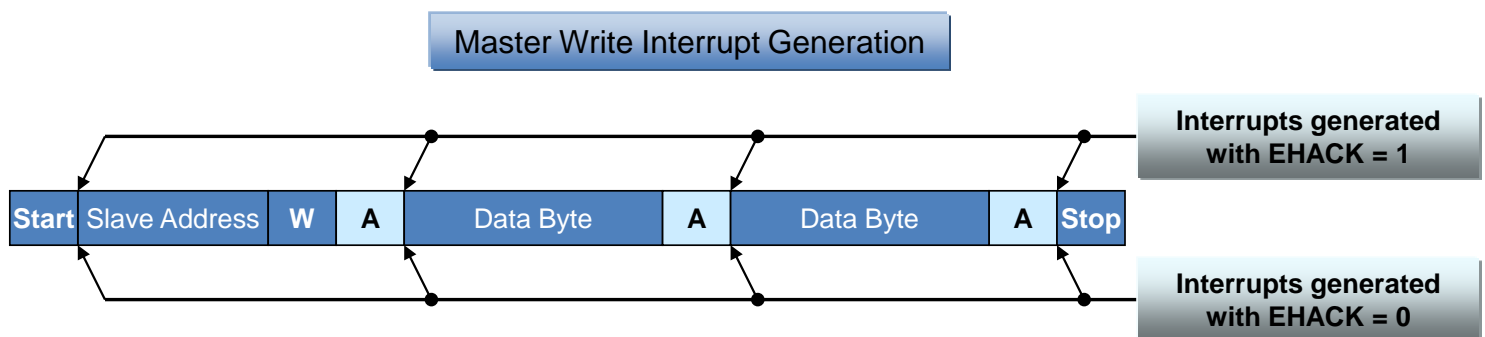 Master Write Interrupt Generation
Interrupts generated
with EHACK = 1
Start Slave Address W A Data Byte A Data Byte A Stop
Interrupts generated
with EHACK = 0